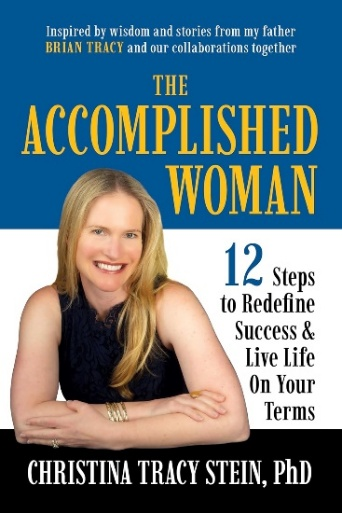 Inspired by wisdom and stories from my father
BRIAN TRACY and our collaborations together
THE
ACCOMPLISHED
WOMAN
12 Steps
to Redefine
Success &
Live Life
On Your
Terms
CHRISTINA TRACY STEIN, PhD